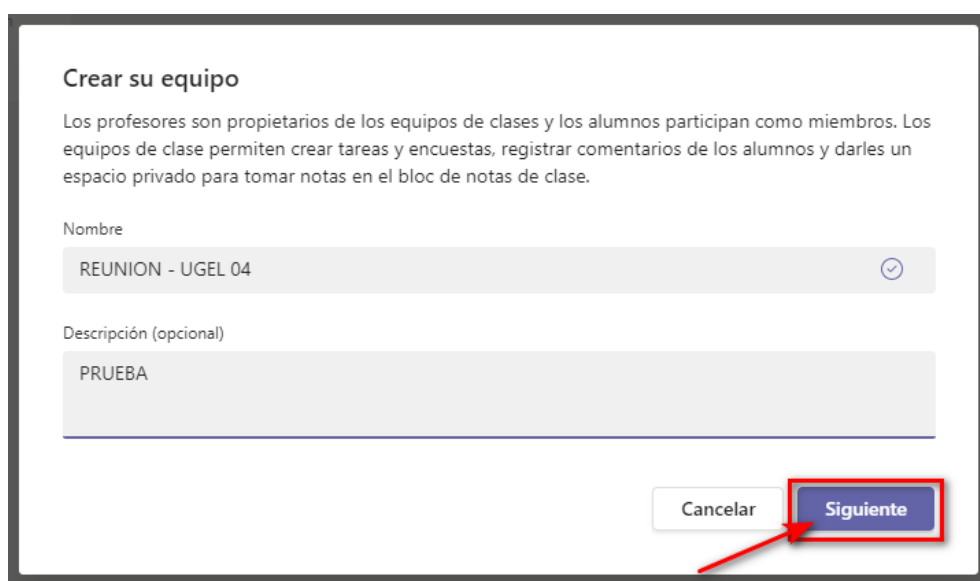 Crear su equipo
Los profesores son propietarios de los equipos de clases y los alumnos participan como miembros. Los
equipos de clase permiten crear tareas y encuestas, registrar comentarios de los alumnos y darles un
espacio privado para tomar notas en el bloc de notas de clase.
Nombre
REUNION - UGEL 04
Descripción (opcional)
PRUEBA
Cancelar
Siguiente